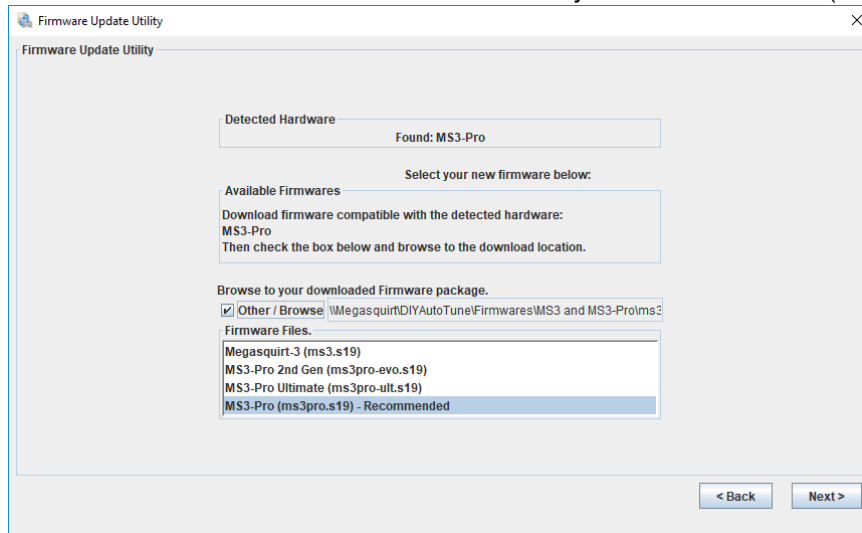 Firmware Update Utility
Firmware Update Utility
Detected Hardware
Found: MS3-Pro
Select your new firmware below:
Available Firmwares
Download firmware compatible with the detected hardware:
MS3-Pro
Then check the box below and browse to the download location.
Browse to your downloaded Firmware package.
Other / Browse \\Megasquirt\DIYAutoTune\Firmwares\MS3 and MS3-Pro\ms3
Firmware Files.
Megasquirt-3 (ms3.s19)
MS3-Pro 2nd Gen (ms3pro-evo.s19)
MS3-Pro Ultimate (ms3pro-ult.s19)
MS3-Pro (ms3pro.s19) - Recommended
< Back Next >